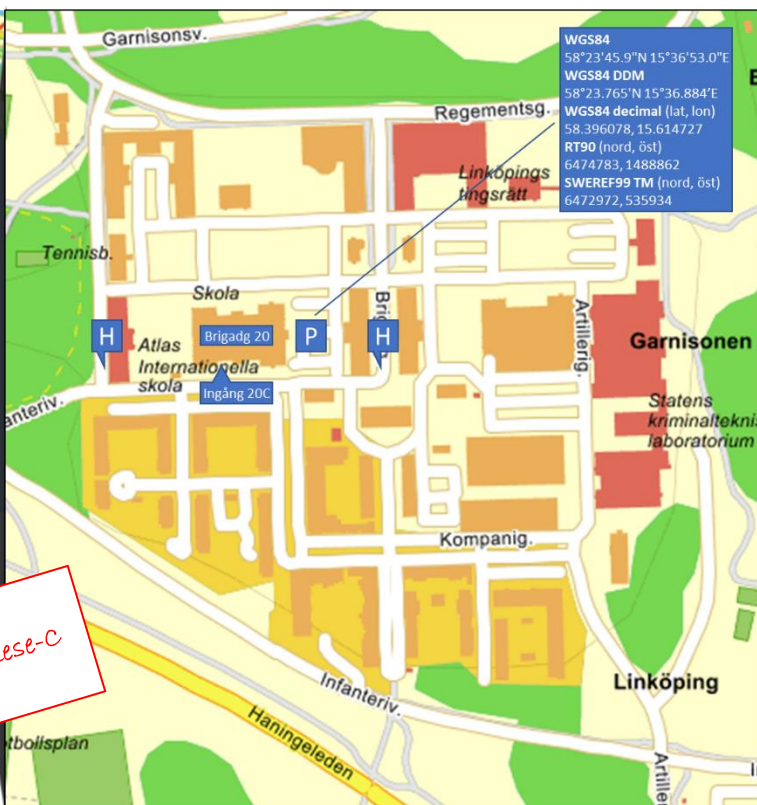 Garnisonsv.
WGS84
58°23'45.9"N 15°36'53.0"E
WGS84 DDM
58°23.765'N 15°36.884'E
WGS84 decimal (lat, lon)
58.396078, 15.614727
RT90 (nord, öst)
6474783, 1488862
SWEREF99 TM (nord, öst)
6472972, 535934
Regementsg.
Linköpings
tingsrätt
Tennisb.
Skola
H
Atlas
Internationella
skola
Brigadg 20
Ingång 20C
P
H
Artillerig.
Garnisonen
Statens
kriminalteknis
laboratorium
anteriv.
Kompanig.
ese-C
Infanteriv.
Haningeleden
Linköping
tbollsplan
Artiller